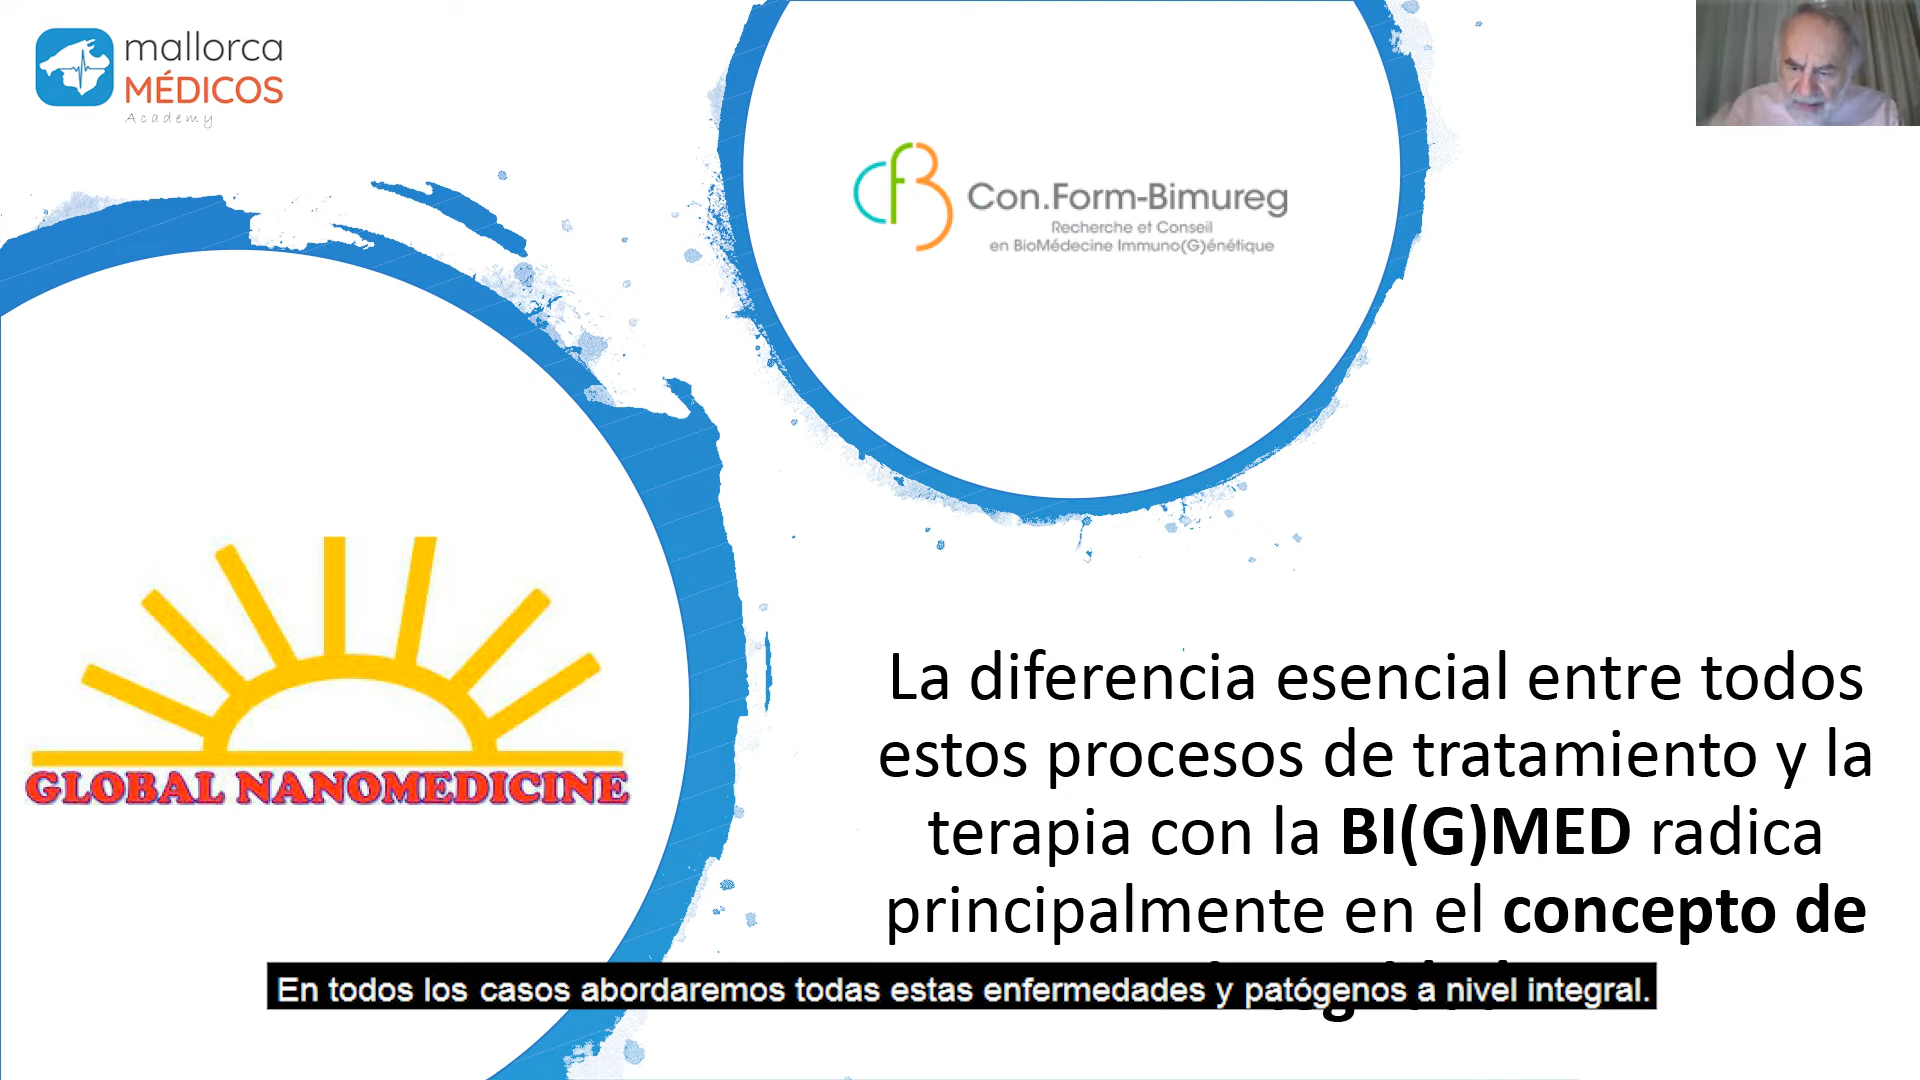 mallorca
MÉDICOS
Academy
Con.Form-Bimureg
Recherche et Conseil
en BioMédecine Immuno(G)énétique
GLOBAL NANOMEDICINE
La diferencia esencial entre todos
estos procesos de tratamiento y la
terapia con la BI(G)MED radica
principalmente en el concepto de
En todos los casos abordaremos todas estas enfermedades y patógenos a nivel integral.